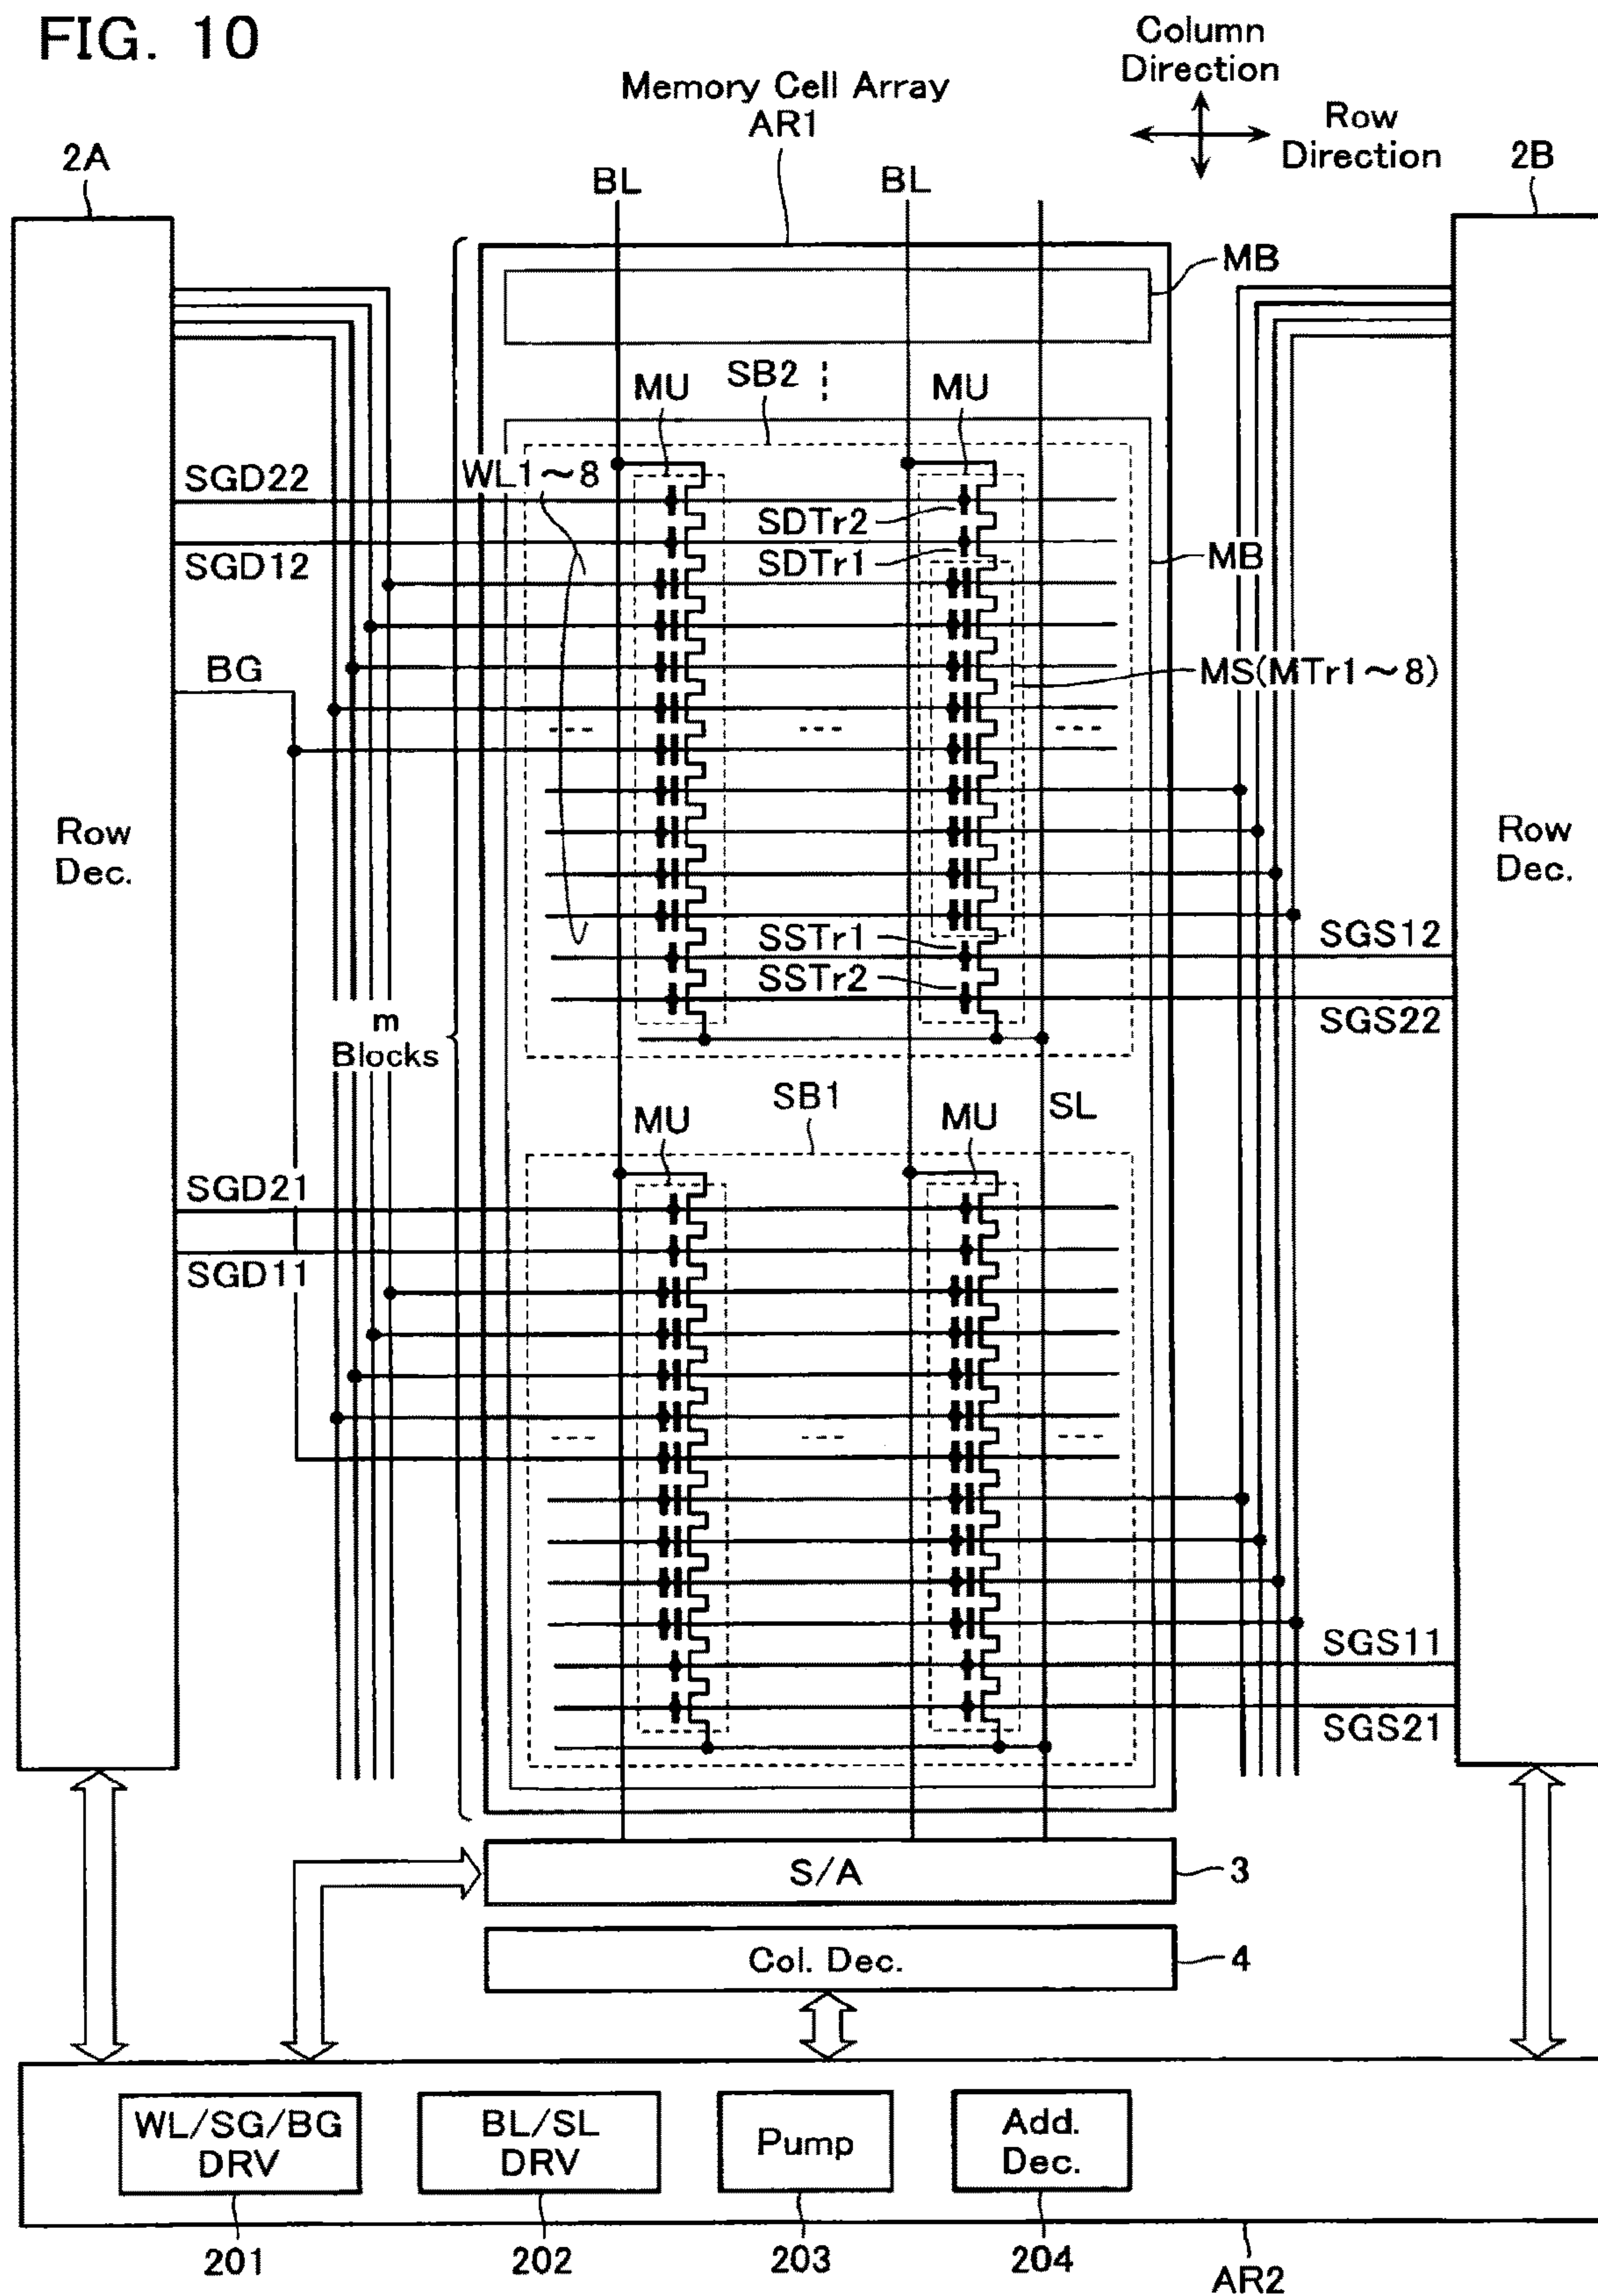 FIG. 10
Column
Direction
Row
Direction
Memory Cell Array
AR1
2A
2B
BL
BL
MB
SB2
MU
MU
WL1～8
SGD22
SDTr2
SGD12
SDTr1
MB
BG
MS(MTr1～8)
Row
Dec.
Row
Dec.
SSTr1
SGS12
SSTr2
SGS22
m
Blocks
SB1
SL
MU
MU
SGD21
SGD11
SGS11
SGS21
S/A
3
Col. Dec.
4
WL/SG/BG
DRV
BL/SL
DRV
Pump
Add.
Dec.
201
202
203
204
AR2